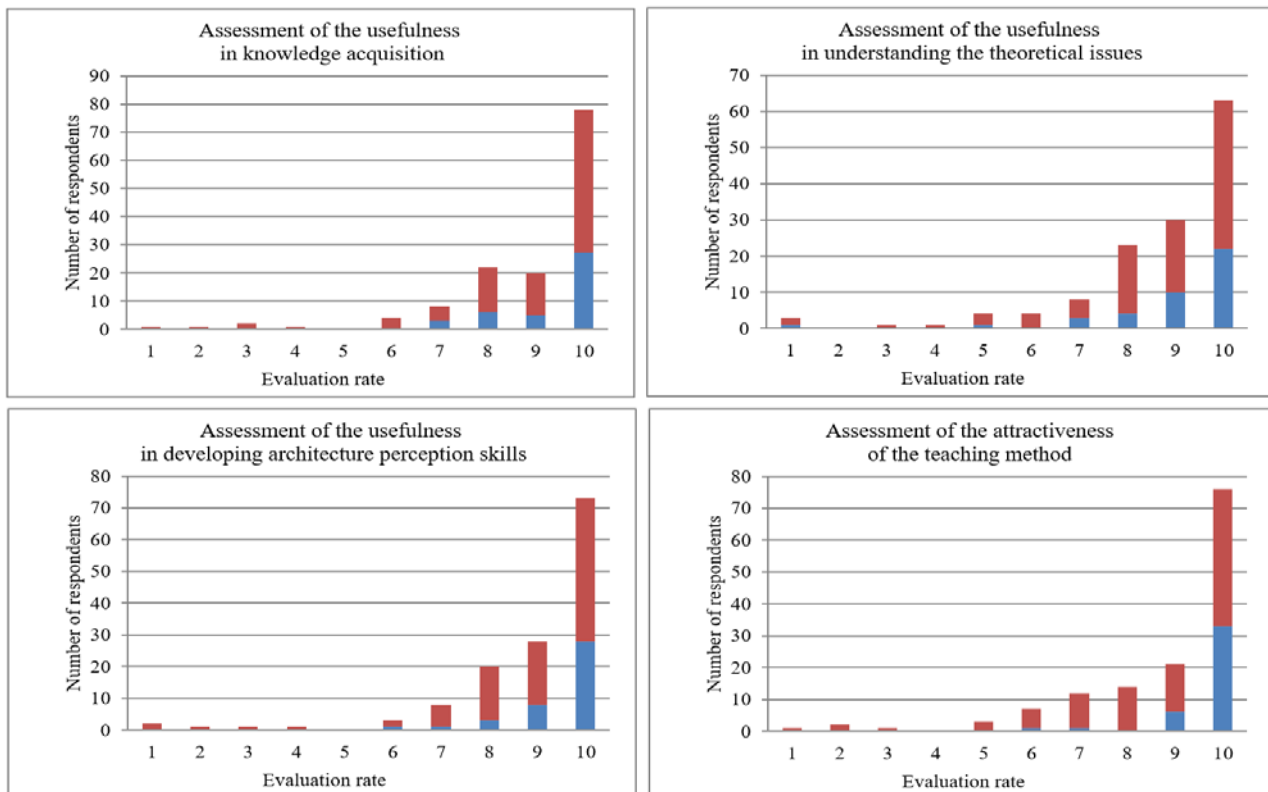 Assessment of the usefulness
in knowledge acquisition
90
80
70
60
50
40
30
20
10
0
Number of respondents
1 2 3 4 5 6 7 8 9 10
Evaluation rate
Assessment of the usefulness
in understanding the theoretical issues
70
60
50
40
30
20
10
0
Number of respondents
1 2 3 4 5 6 7 8 9 10
Evaluation rate
Assessment of the usefulness
in developing architecture perception skills
80
70
60
50
40
30
20
10
0
Number of respondents
1 2 3 4 5 6 7 8 9 10
Evaluation rate
Assessment of the attractiveness
of the teaching method
80
70
60
50
40
30
20
10
0
Number of respondents
1 2 3 4 5 6 7 8 9 10
Evaluation rate